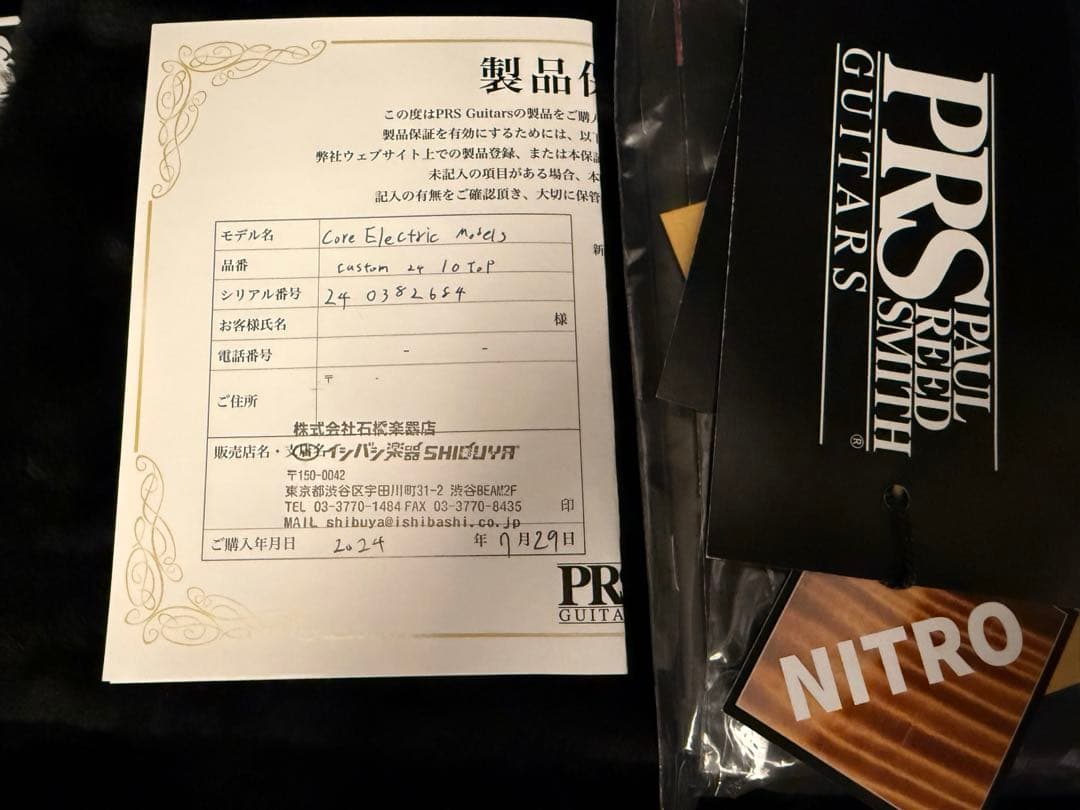 製品保
この度はPRS Guitarsの製品をご購入
製品保証を有効にするためには、以下
弊社ウェブサイト上での製品登録、または本保証
未記入の項目がある場合、本
記入の有無をご確認頂き、大切に保管
新
モデル名 Core Electric Models
品番 Custom 24 10 TOP
シリアル番号 24 0382684
お客様氏名 様
電話番号 - -
〒 -
ご住所
株式会社石橋楽器店
販売店名・支店名 イシバシ楽器 SHIBUYA
〒150-0042
東京都渋谷区宇田川町31-2 渋谷BEAM2F
TEL 03-3770-1484 FAX 03-3770-8435 印
MAIL shibuya@ishibashi.co.jp
ご購入年月日 2024 年 7月29日
PRS
GUITA
PAUL
REED
SMITH
PRS
GUITARS
®
NITRO